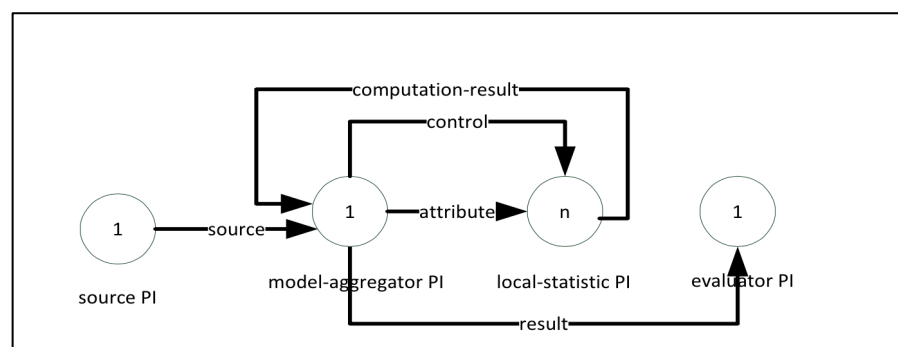 computation-result
control
1
source
1
attribute
n
1
source PI
model-aggregator PI
local-statistic PI
evaluator PI
result